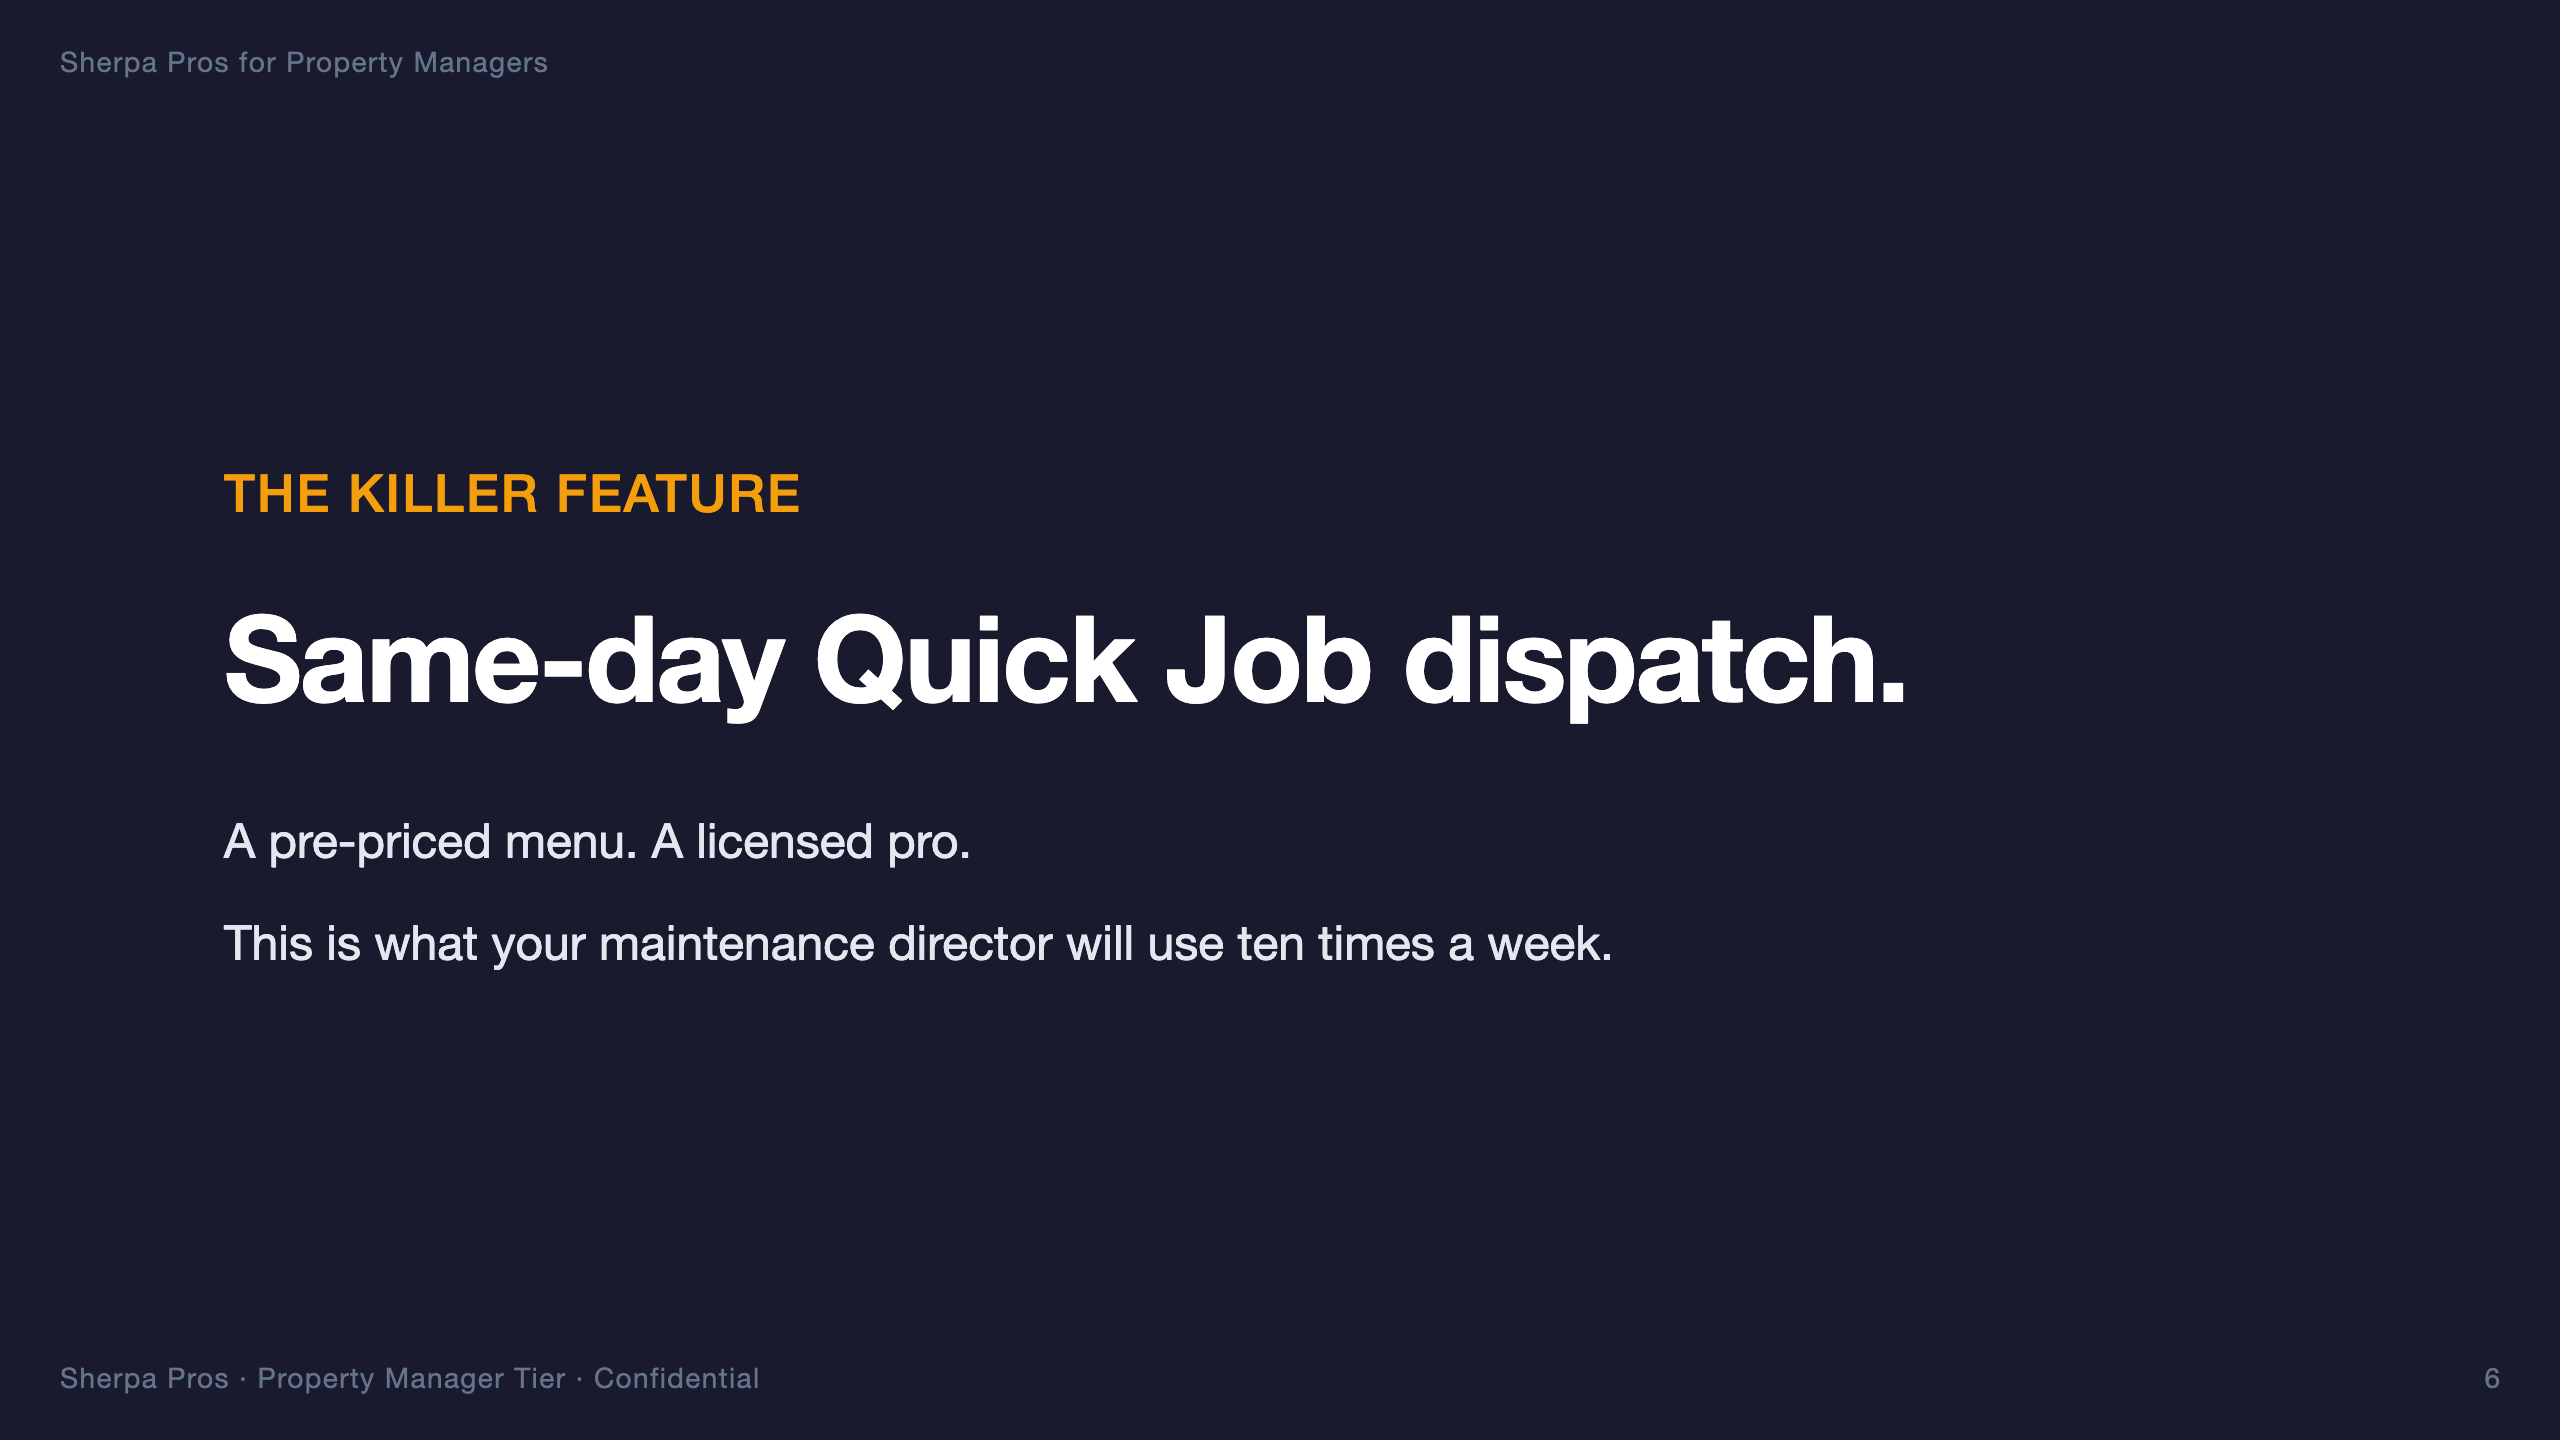 Sherpa Pros for Property Managers
THE KILLER FEATURE
Same-day Quick Job dispatch.
A pre-priced menu. A licensed pro.
This is what your maintenance director will use ten times a week.
Sherpa Pros · Property Manager Tier · Confidential
6